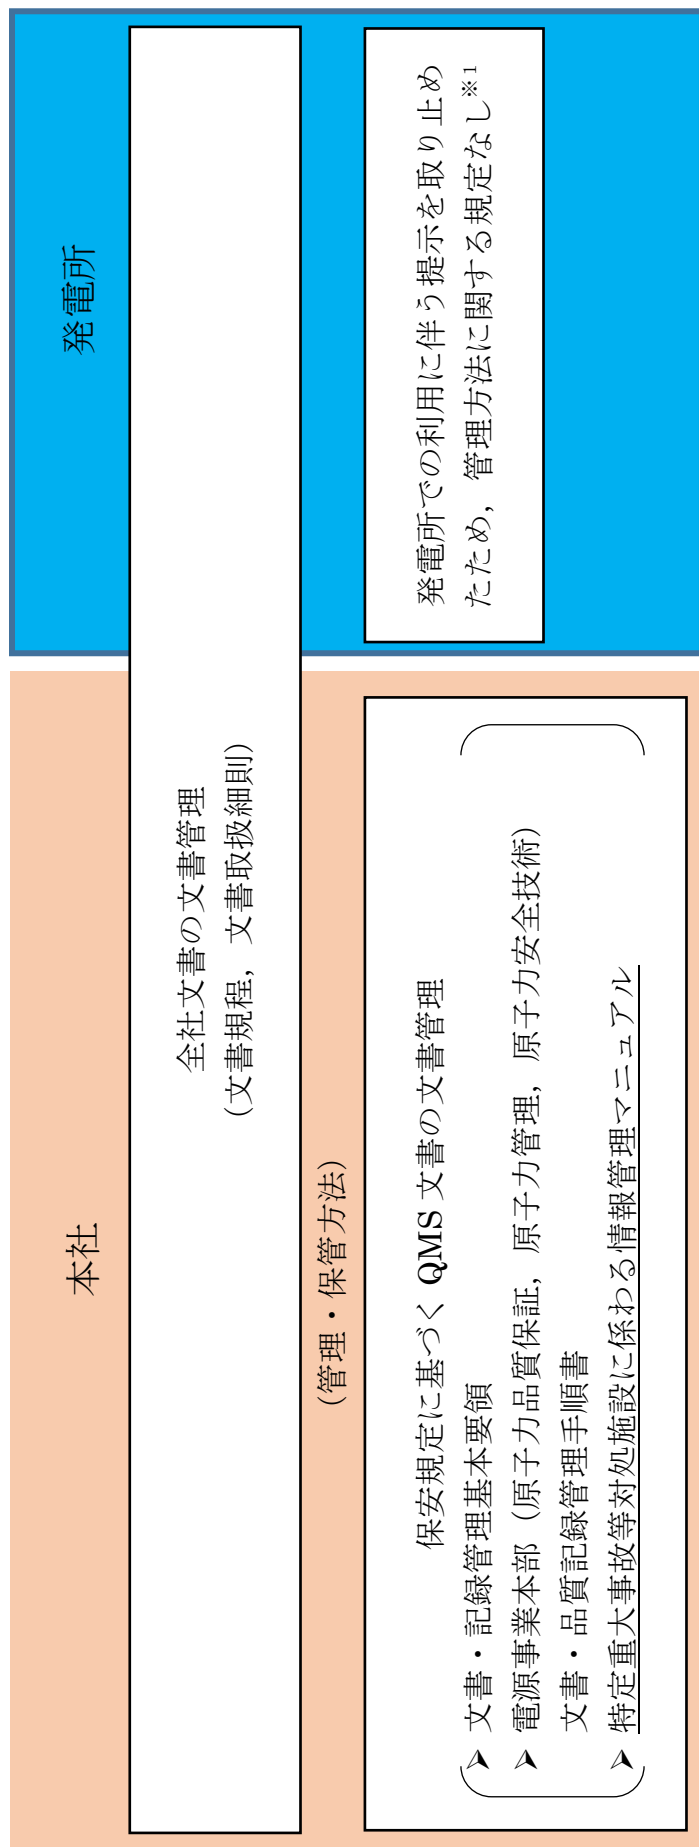 本社
発電所
全社文書の文書管理
(文書規程，文書取扱細則)
(管理・保管方法)
保安規定に基づく QMS 文書の文書管理
➢ 文書・記録管理基本要領
➢ 電源事業本部（原子力品質保証，原子力管理，原子力安全技術）
文書・品質記録管理手順書
➢ 特定重大事故等対処施設に係わる情報管理マニュアル
発電所での利用に伴う提示を取り止め
たため，管理方法に関する規定なし※1